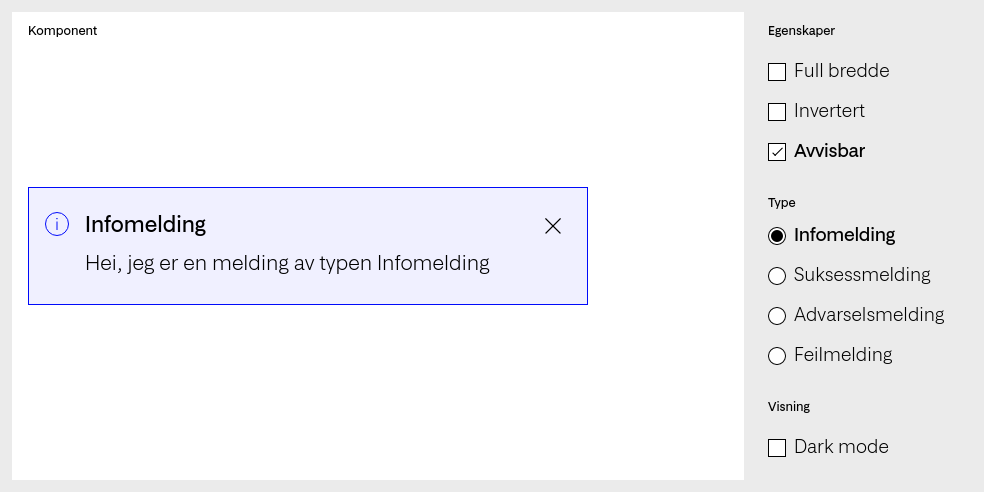 Komponent
Infomelding
Hei, jeg er en melding av typen Infomelding
Egenskaper
Full bredde
Invertert
Avvisbar
Type
Infomelding
Suksessmelding
Advarselsmelding
Feilmelding
Visning
Dark mode